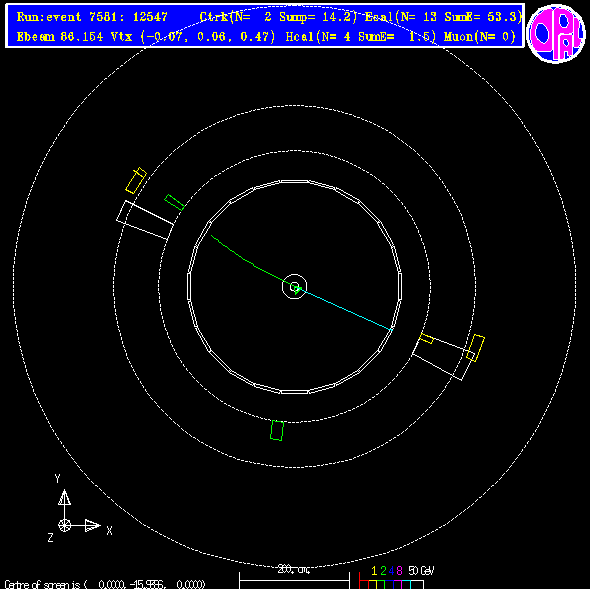 Run:event 7581: 12547 Ctrk(N= 2 Sump= 14.2) Ecal(N= 13 SumE= 53.3)
Ebeam 86.154 Vtx (-0.07, 0.06, 0.47) Hcal(N= 4 SumE= 1.5) Muon(N= 0)
OPAL
Y
X
Z
200. cm.
1 2 4 8 50 GeV
Centre of screen is ( 0.0000, -15.9386, 0.0000)